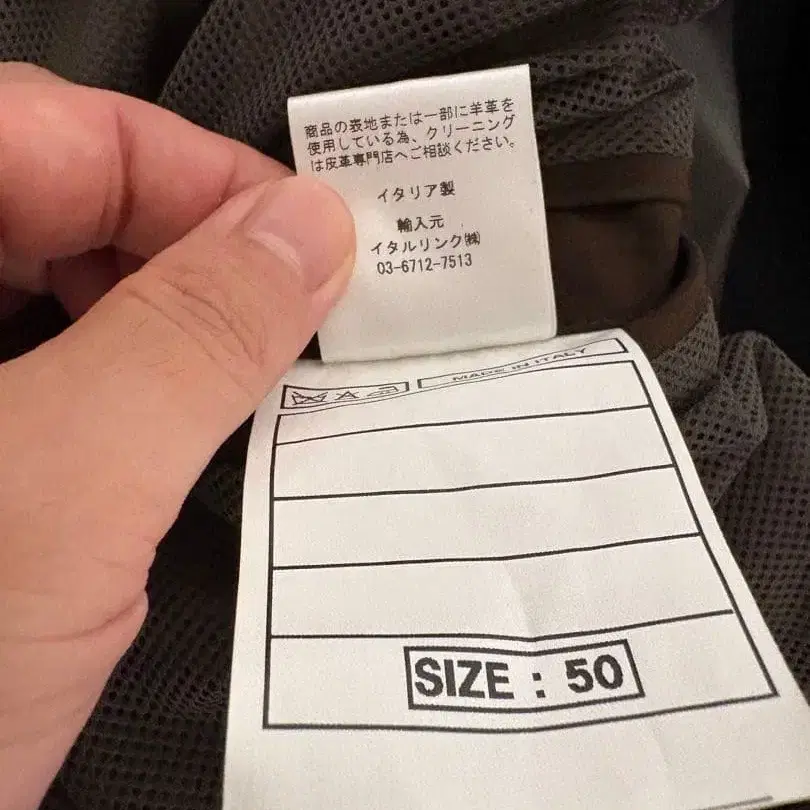 商品の表地または一部に羊革を
使用している為、クリーニング
は皮革専門店へご相談ください。
イタリア製
輸入元
イタルリンク㈱
03-6712-7513
MADE IN ITALY
SIZE : 50